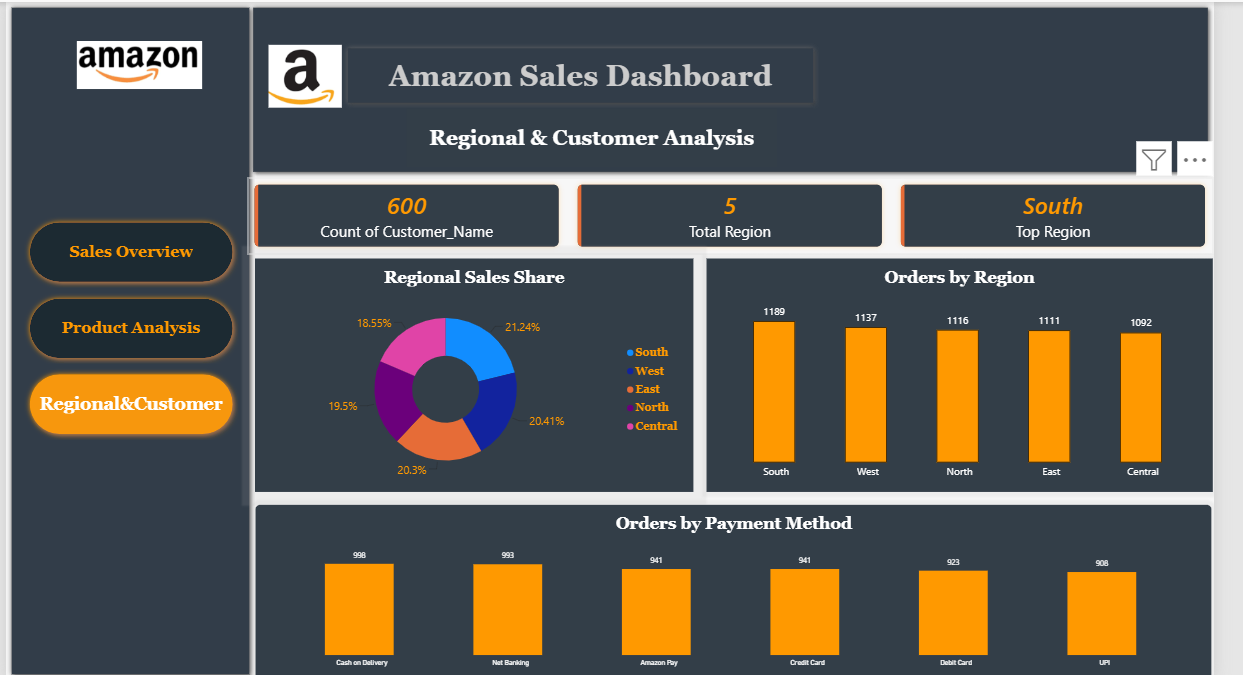 amazon
a
Amazon Sales Dashboard
Regional & Customer Analysis
Sales Overview
Product Analysis
Regional&Customer
600
Count of Customer_Name
5
Total Region
South
Top Region
Regional Sales Share
18.55%
21.24%
19.5%
20.41%
20.3%
South
West
East
North
Central
Orders by Region
1189
1137
1116
1111
1092
South
West
North
East
Central
Orders by Payment Method
998
993
941
941
923
908
Cash on Delivery
Net Banking
Amazon Pay
Credit Card
Debit Card
UPI